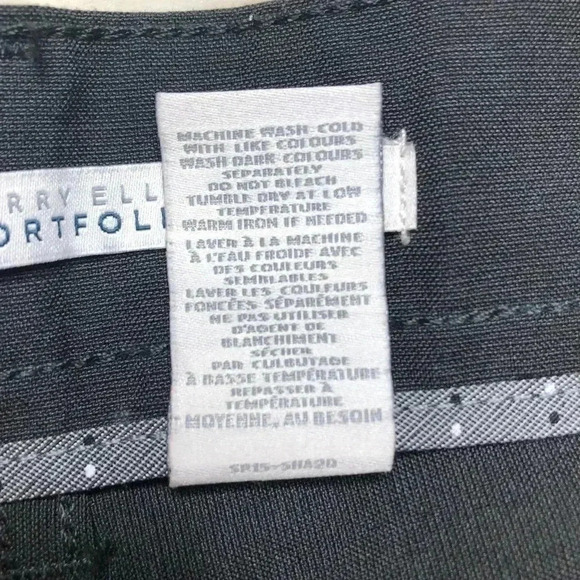 RRY ELL
ORTFOLI
MACHINE WASH COLD
WITH LIKE COLOURS
WASH DARK COLOURS
SEPARATELY
DO NOT BLEACH
TUMBLE DRY AT LOW
TEMPERATURE
WARM IRON IF NEEDED
LAVER À LA MACHINE
À L'EAU FROIDE AVEC
DES COULEURS
SEMBLABLES
LAVER LES COULEURS
FONCÉES SÉPARÉMENT
NE PAS UTILISER
D'AGENT DE
BLANCHIMENT
SÉCHER
PAR CULBUTAGE
À BASSE TEMPÉRATURE
REPASSER À
TEMPÉRATURE
MOYENNE, AU BESOIN